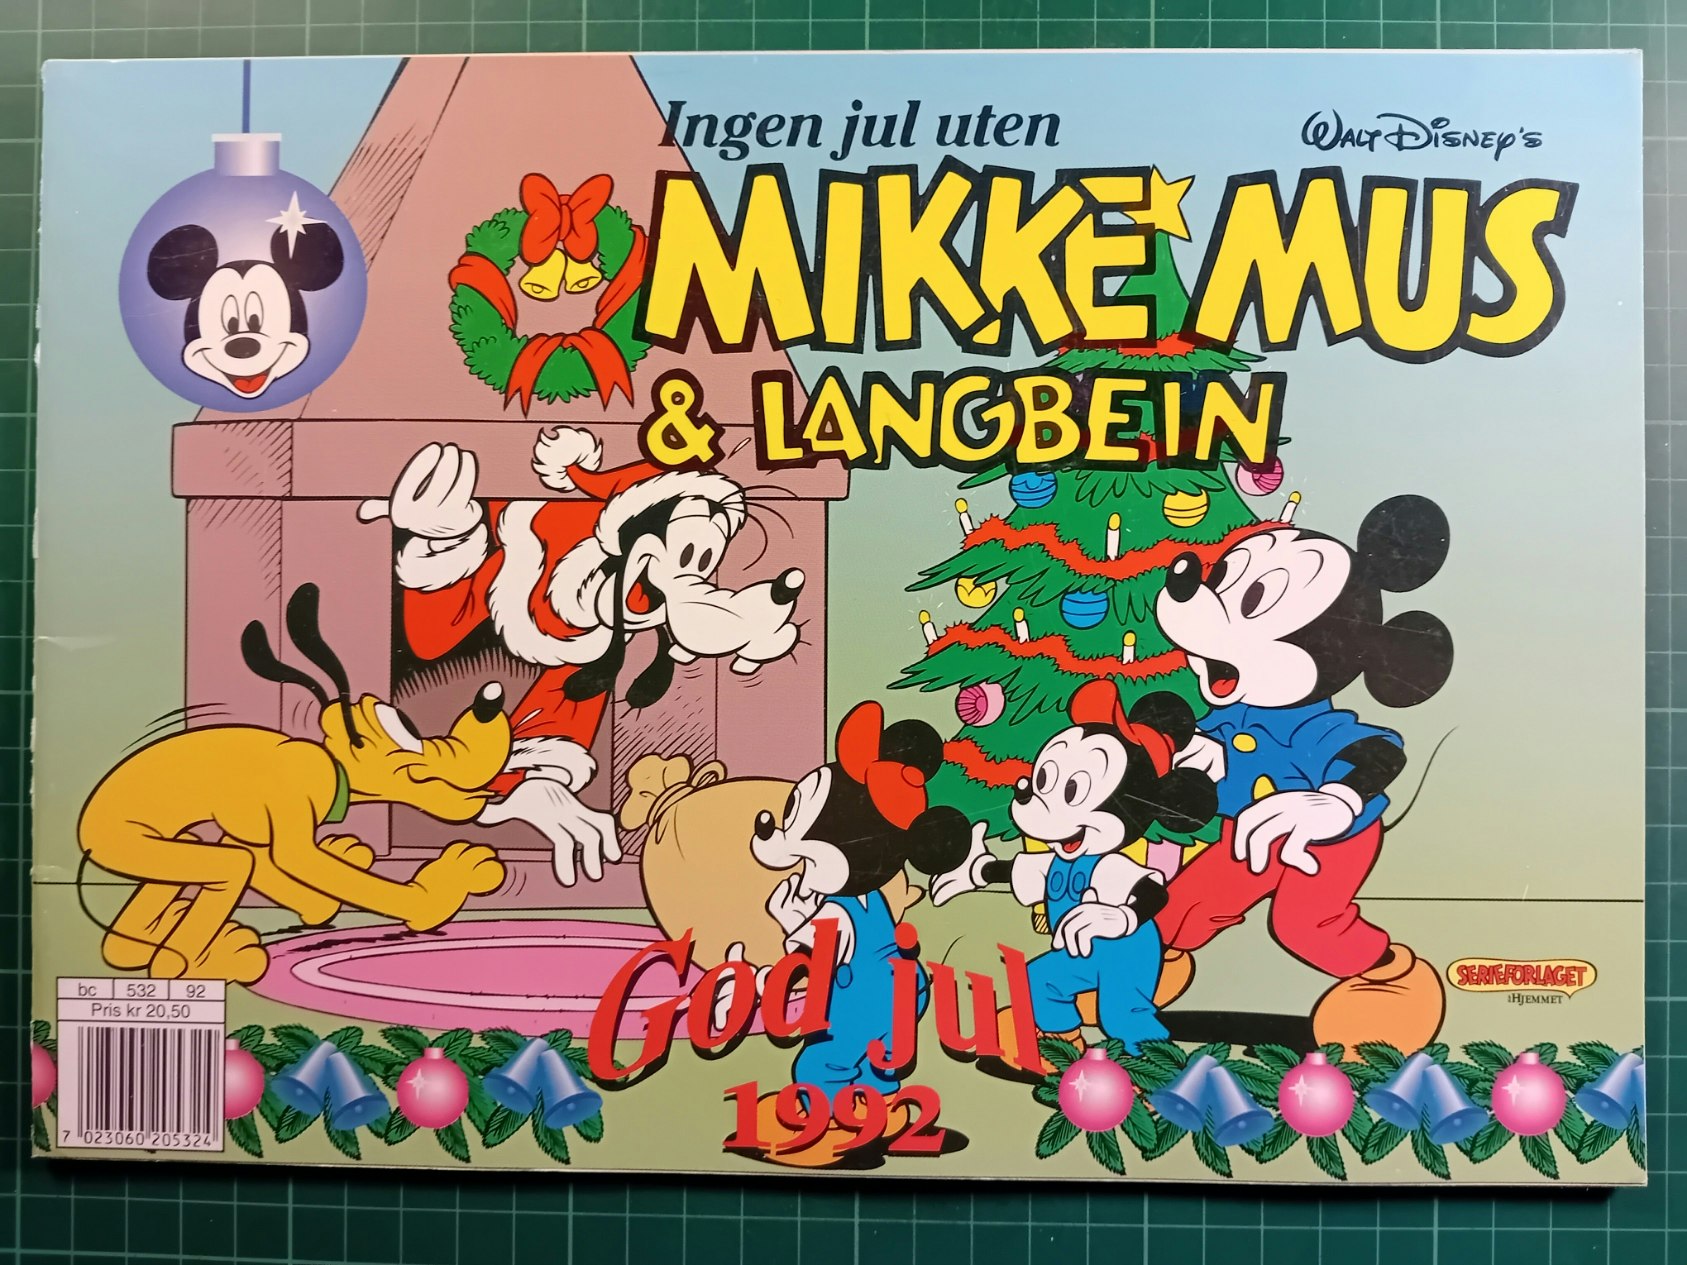 Ingen jul uten
WALT DISNEY'S
MIKKE MUS
& LANGBEIN
God jul
1992
SERIEFORLAGET
i HJEMMET
bc 532 92
Pris kr 20,50
7 023060 205324